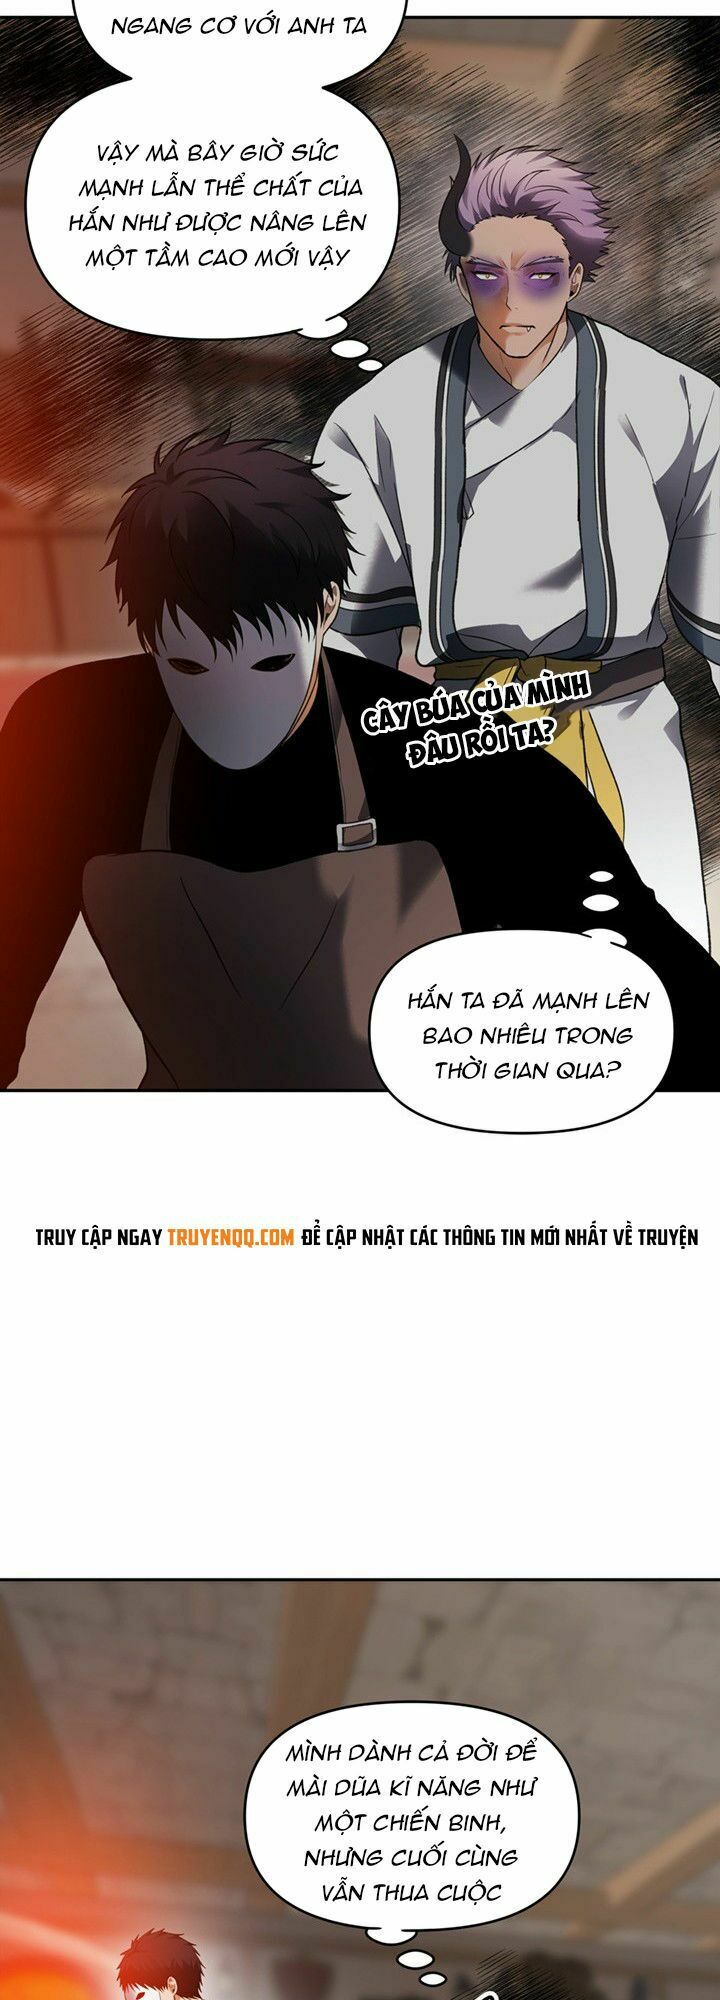 NGANG CƠ VỚI ANH TA
VẬY MÀ BÂY GIỜ SỨC
MẠNH LẪN THỂ CHẤT CỦA
HẮN NHƯ ĐƯỢC NÂNG LÊN
MỘT TẦM CAO MỚI VẬY
CÂY BÚA CỦA MÌNH
ĐÂU RỒI TA?
HẮN TA ĐÃ MẠNH LÊN
BAO NHIÊU TRONG
THỜI GIAN QUA?
TRUY CẬP NGAY TRUYENQQ.COM ĐỂ CẬP NHẬT CÁC THÔNG TIN MỚI NHẤT VỀ TRUYỆN
MÌNH DÀNH CẢ ĐỜI ĐỂ
MÀI DŨA KĨ NĂNG NHƯ
MỘT CHIẾN BINH,
NHƯNG CUỐI CÙNG
VẪN THUA CUỘC